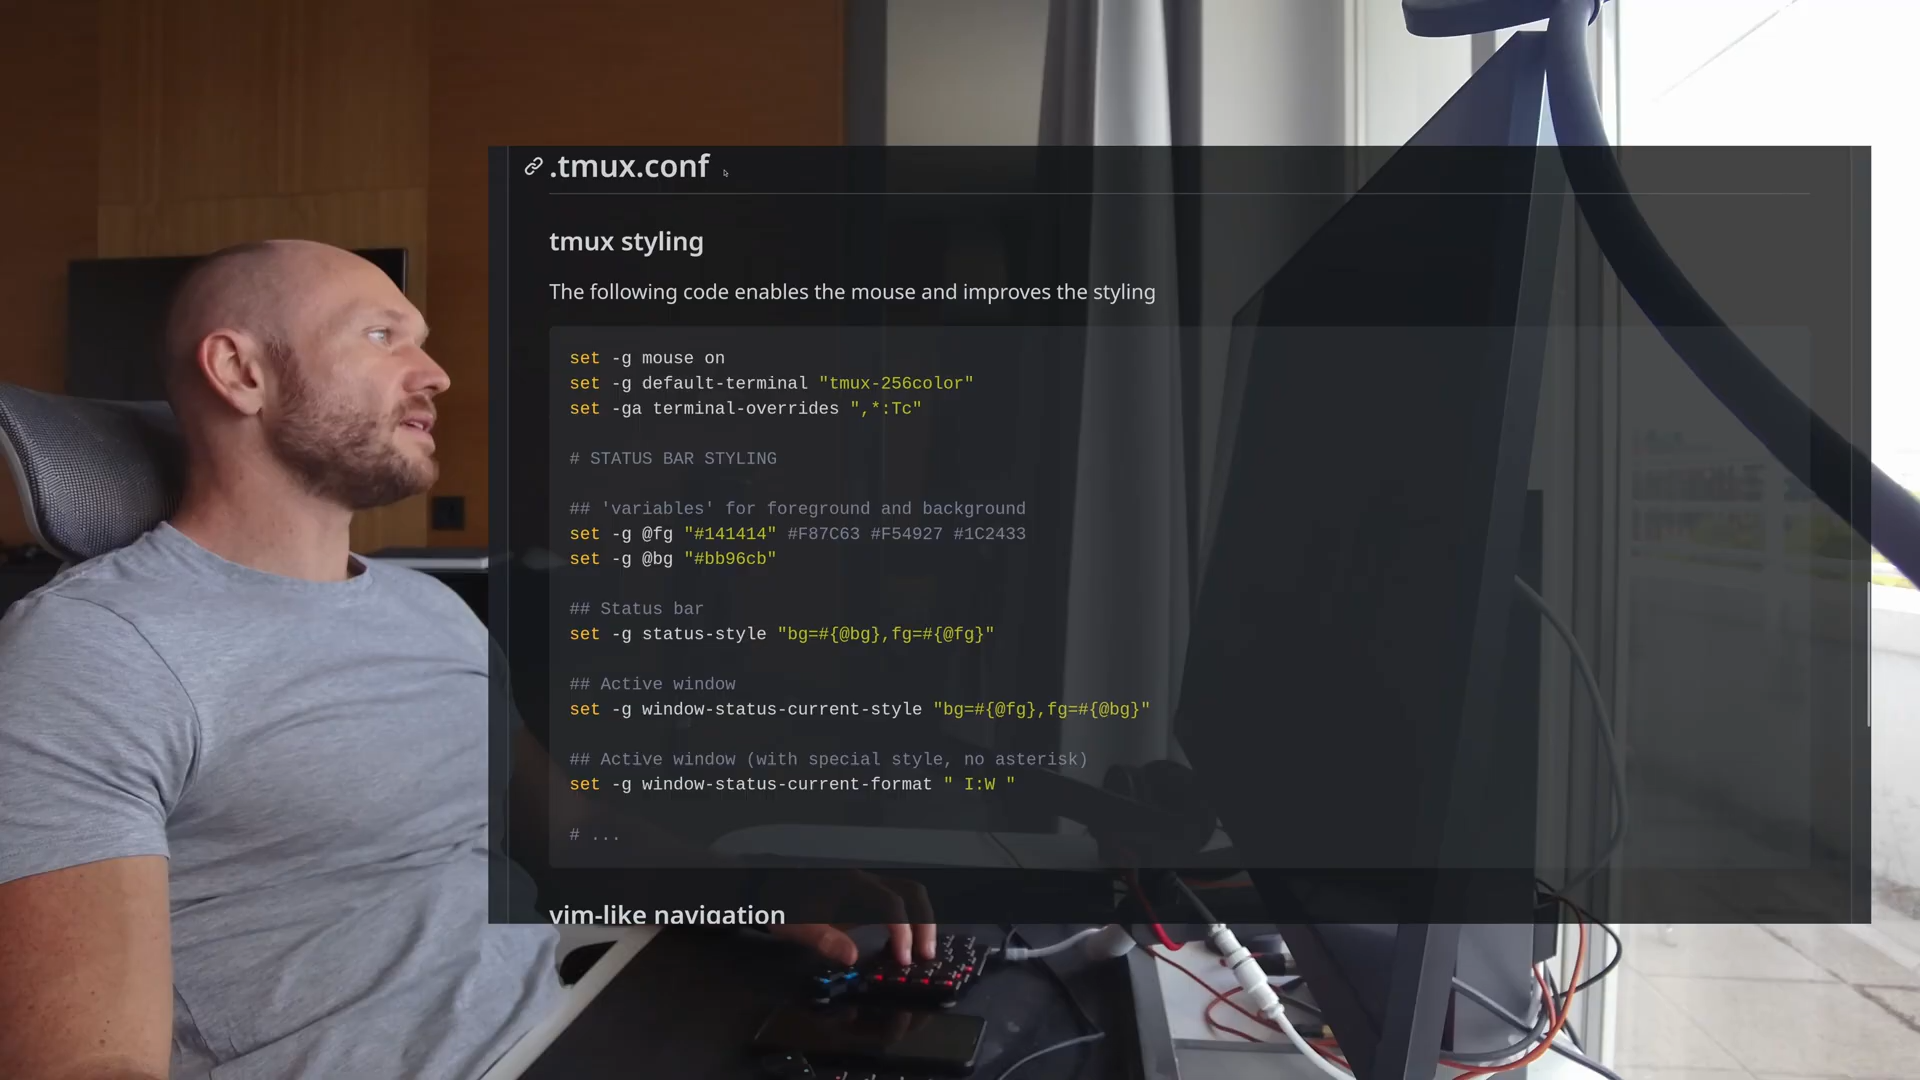 .tmux.conf
tmux styling
The following code enables the mouse and improves the styling
set -g mouse on
set -g default-terminal "tmux-256color"
set -ga terminal-overrides ",*:Tc"
# STATUS BAR STYLING
## 'variables' for foreground and background
set -g @fg "#141414" #F87C63 #F54927 #1C2433
set -g @bg "#bb96cb"
## Status bar
set -g status-style "bg=#{@bg},fg=#{@fg}"
## Active window
set -g window-status-current-style "bg=#{@fg},fg=#{@bg}"
## Active window (with special style, no asterisk)
set -g window-status-current-format " I:W "
# ...
vim-like navigation